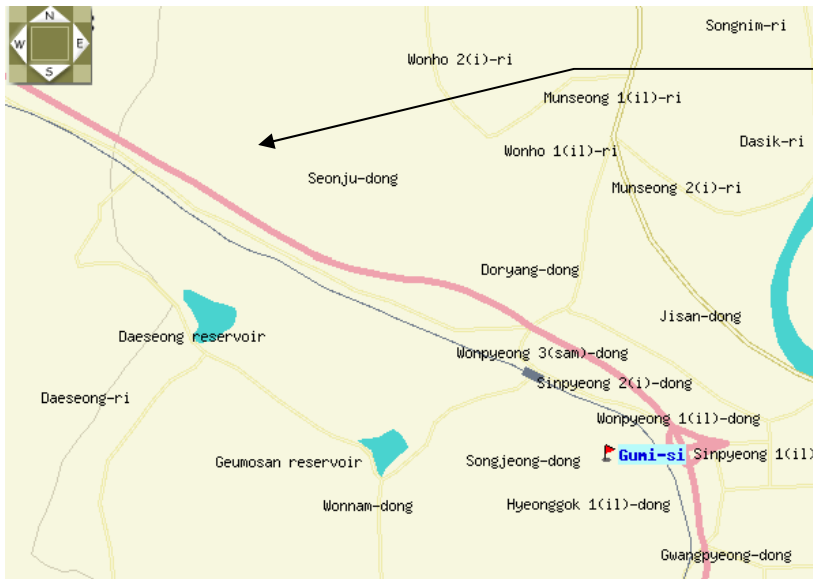 N
W E
S
Songnim-ri
Wonho 2(i)-ri
Munseong 1(il)-ri
Dasik-ri
Wonho 1(il)-ri
Seonju-dong
Munseong 2(i)-ri
Doryang-dong
Jisan-dong
Daeseong reservoir
Wonpyeong 3(sam)-dong
Sinpyeong 2(i)-dong
Daeseong-ri
Wonpyeong 1(il)-dong
Gumi-si
Sinpyeong 1(il)
Geumosan reservoir
Songjeong-dong
Wonnam-dong
Hyeonggok 1(il)-dong
Gwangpyeong-dong